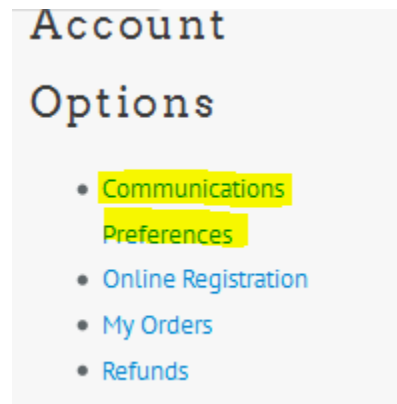 Account
Options
Communications
Preferences
Online Registration
My Orders
Refunds